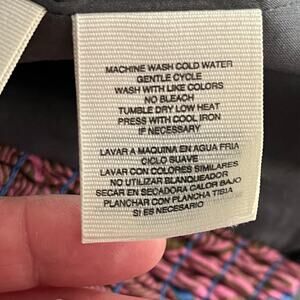 MACHINE WASH COLD WATER
GENTLE CYCLE
WASH WITH LIKE COLORS
NO BLEACH
TUMBLE DRY LOW HEAT
PRESS WITH COOL IRON
IF NECESSARY
LAVAR A MAQUINA EN AGUA FRIA
CICLO SUAVE
LAVAR CON COLORES SIMILARES
NO UTILIZAR BLANQUEADOR
SECAR EN SECADORA CALOR BAJO
PLANCHAR CON PLANCHA TIBIA
SI ES NECESARIO